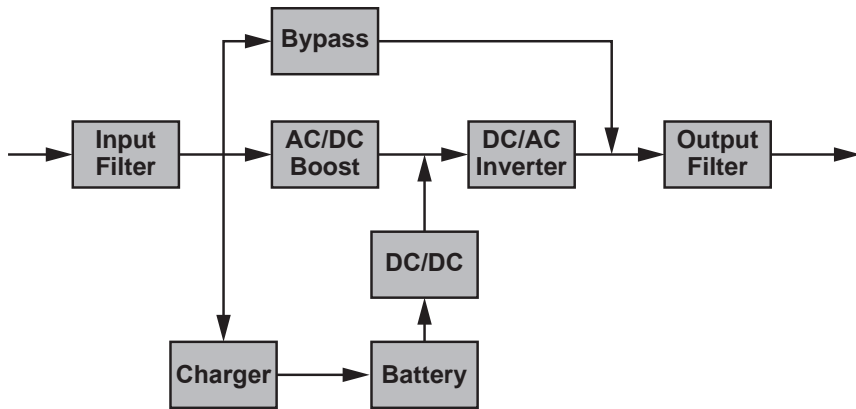 Bypass
Input
Filter
AC/DC
Boost
DC/AC
Inverter
Output
Filter
DC/DC
Charger
Battery